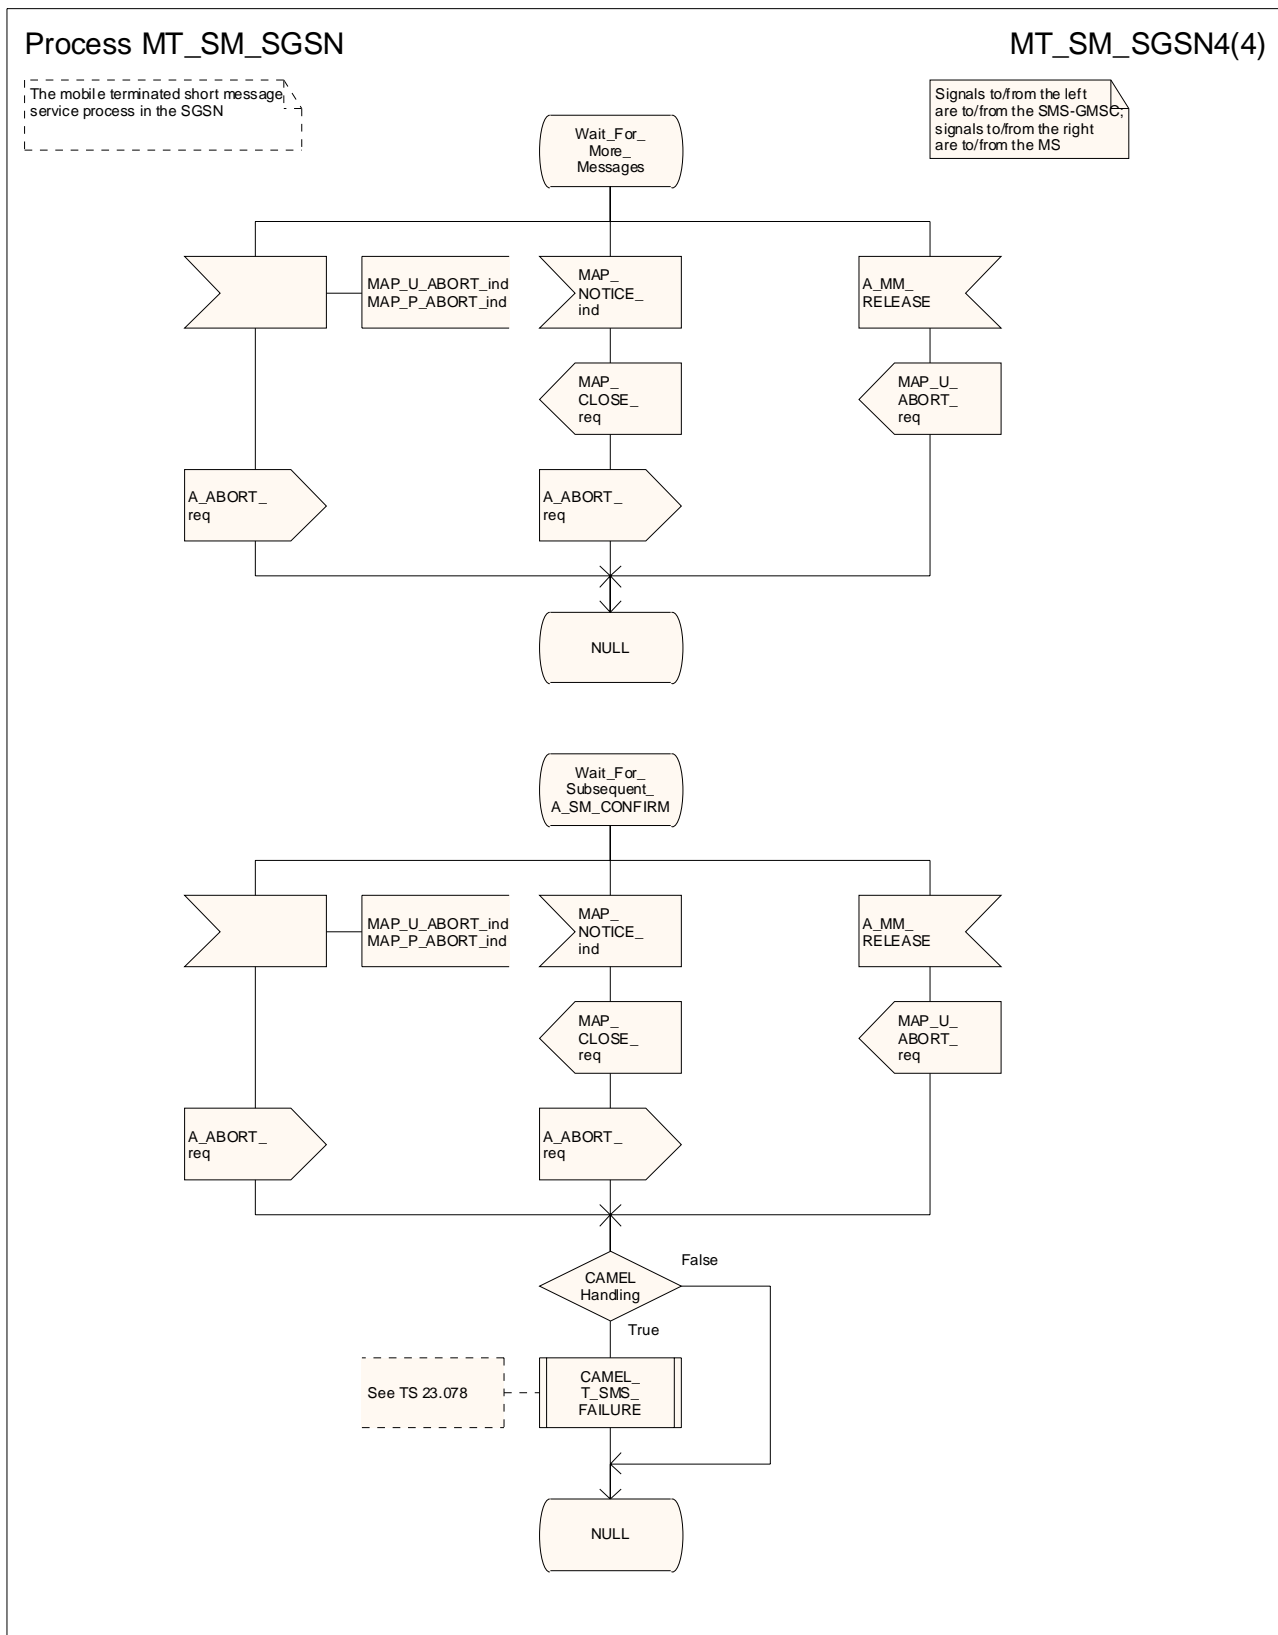 Process MT_SM_SGSN
MT_SM_SGSN4(4)
The mobile terminated short message
service process in the SGSN
Signals to/from the left
are to/from the SMS-GMSC;
signals to/from the right
are to/from the MS
Wait_For_
More_
Messages
MAP_U_ABORT_ind
MAP_P_ABORT_ind
MAP_
NOTICE_
ind
A_MM_
RELEASE
MAP_
CLOSE_
req
MAP_U_
ABORT_
req
A_ABORT_
req
A_ABORT_
req
NULL
Wait_For_
Subsequent_
A_SM_CONFIRM
MAP_U_ABORT_ind
MAP_P_ABORT_ind
MAP_
NOTICE_
ind
A_MM_
RELEASE
MAP_
CLOSE_
req
MAP_U_
ABORT_
req
A_ABORT_
req
A_ABORT_
req
False
CAMEL
Handling
True
See TS 23.078
CAMEL_
T_SMS_
FAILURE
NULL